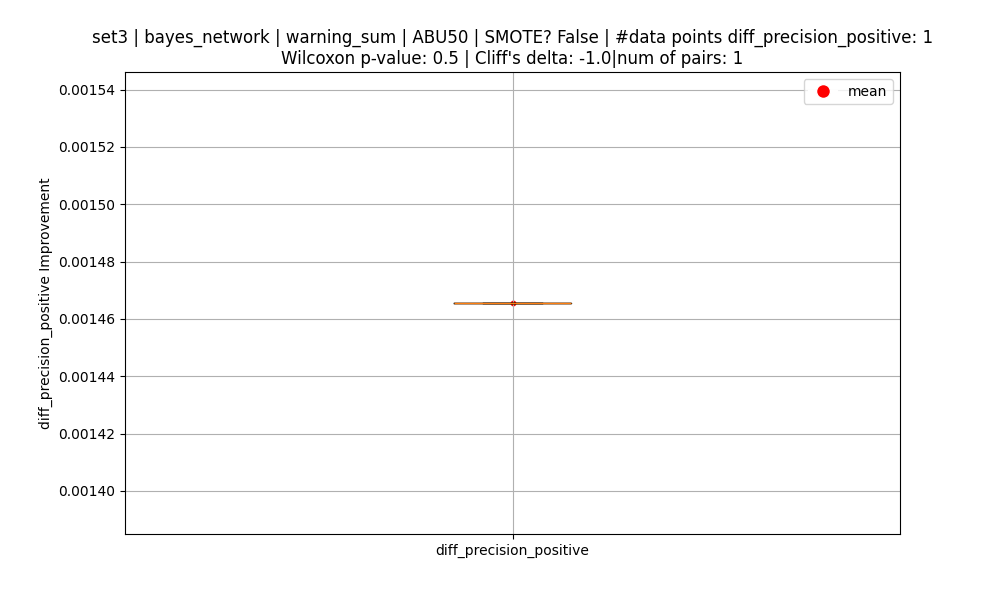 set3 | bayes_network | warning_sum | ABU50 | SMOTE? False | #data points diff_precision_positive: 1
Wilcoxon p-value: 0.5 | Cliff's delta: -1.0|num of pairs: 1
mean
0.00154
0.00152
0.00150
0.00148
0.00146
0.00144
0.00142
0.00140
diff_precision_positive Improvement
diff_precision_positive